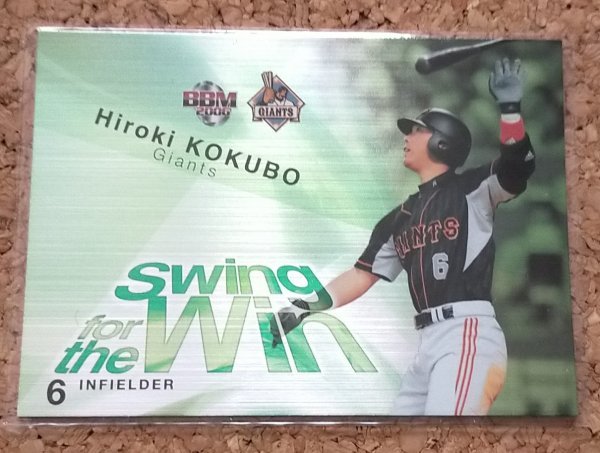 BBM
2006
GIANTS
Hiroki KOKUBO
Giants
GIANTS
6
Swing
for
the Win
6 INFIELDER